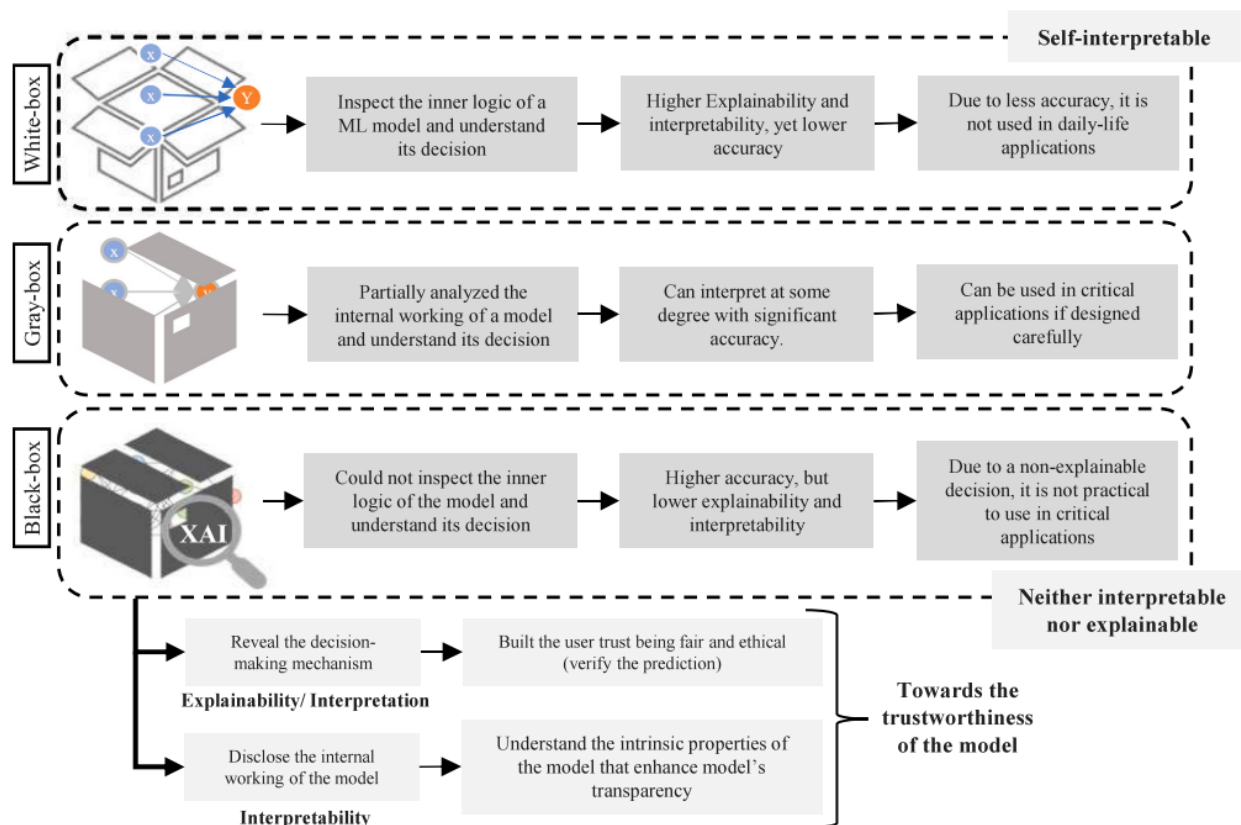 Self-interpretable
White-box
x
x
x
Y
Inspect the inner logic of a
ML model and understand
its decision
Higher Explainability and
interpretability, yet lower
accuracy
Due to less accuracy, it is
not used in daily-life
applications
Gray-box
x
x
Partially analyzed the
internal working of a model
and understand its decision
Can interpret at some
degree with significant
accuracy.
Can be used in critical
applications if designed
carefully
Black-box
XAI
Could not inspect the inner
logic of the model and
understand its decision
Higher accuracy, but
lower explainability and
interpretability
Due to a non-explainable
decision, it is not practical
to use in critical
applications
Neither interpretable
nor explainable
Reveal the decision-
making mechanism
Explainability/ Interpretation
Built the user trust being fair and ethical
(verify the prediction)
Disclose the internal
working of the model
Interpretability
Understand the intrinsic properties of
the model that enhance model's
transparency
Towards the
trustworthiness
of the model